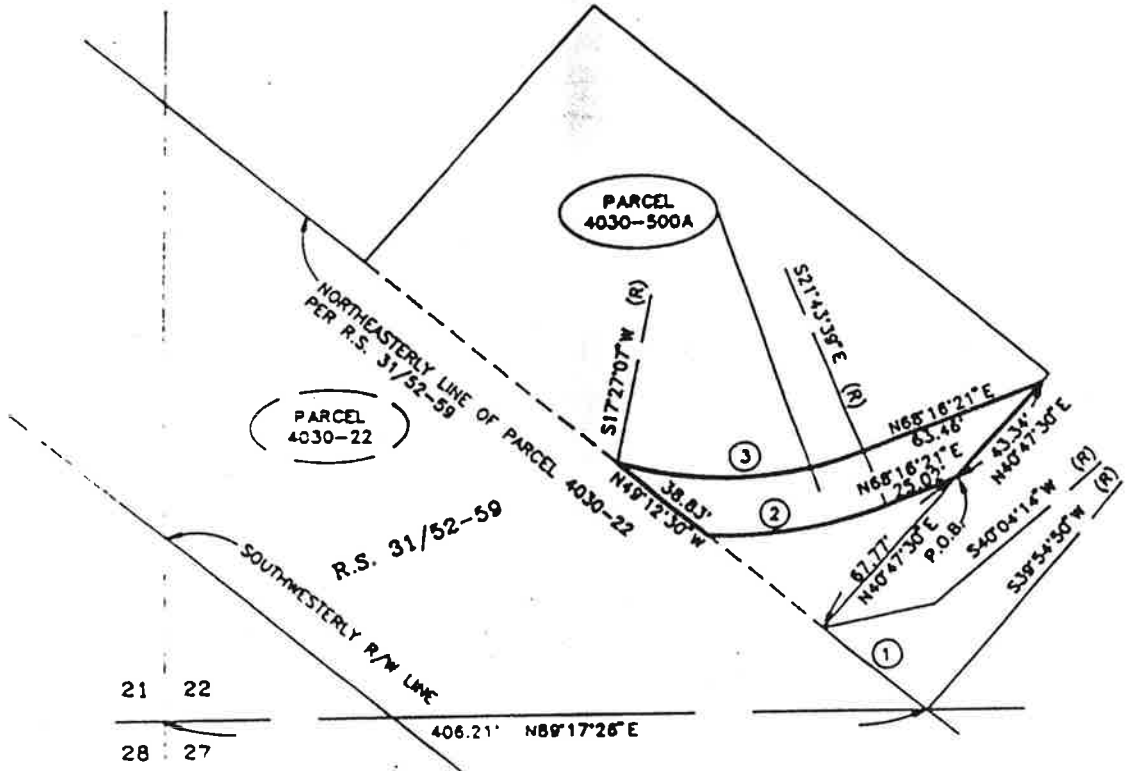 PARCEL
4030-500A
S21°43'39"E (R)
NORTHEASTERLY LINE OF PARCEL 4030-22
PER R.S. 31/52-59
S17°27'07"W (R)
PARCEL
4030-22
N68°16'21"E
63.46'
3
43.34'
N40°47'30"E
N68°16'21"E
25.02'
38.83'
N49°12'30"W
2
R.S. 31/52-59
67.77'
N40°47'30"E
P.O.B.
S40°04'14"W (R)
S39°54'50"W (R)
SOUTHWESTERLY R/W LINE
1
21 22
406.21' N89°17'26"E
28 27